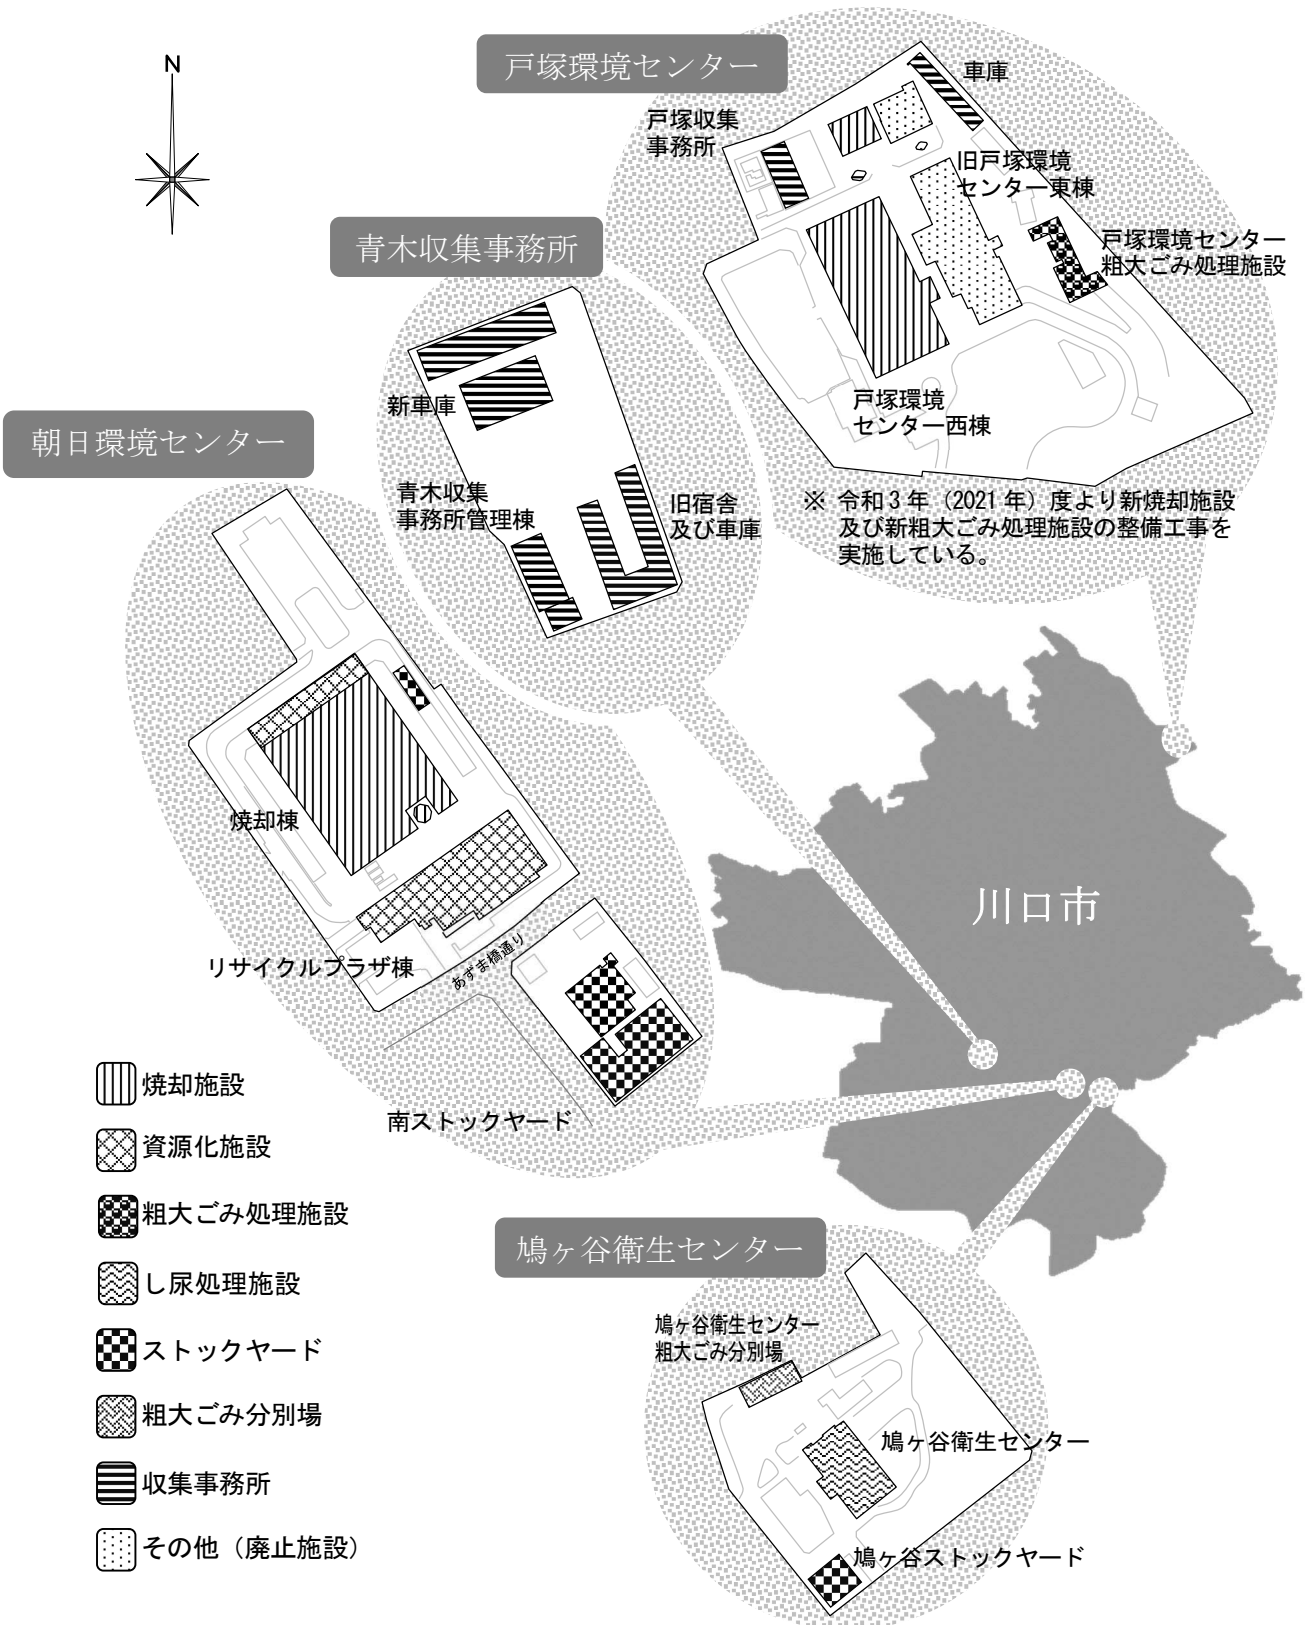 N
戸塚環境センター
車庫
戸塚収集
事務所
旧戸塚環境
センター東棟
戸塚環境センター
粗大ごみ処理施設
戸塚環境
センター西棟
※ 令和3年（2021年）度より新焼却施設
及び新粗大ごみ処理施設の整備工事を
実施している。
青木収集事務所
新車庫
青木収集
事務所管理棟
旧宿舎
及び車庫
朝日環境センター
焼却棟
リサイクルプラザ棟
あずま橋通り
南ストックヤード
川口市
焼却施設
資源化施設
粗大ごみ処理施設
し尿処理施設
ストックヤード
粗大ごみ分別場
収集事務所
その他（廃止施設）
鳩ヶ谷衛生センター
鳩ヶ谷衛生センター
粗大ごみ分別場
鳩ヶ谷衛生センター
鳩ヶ谷ストックヤード